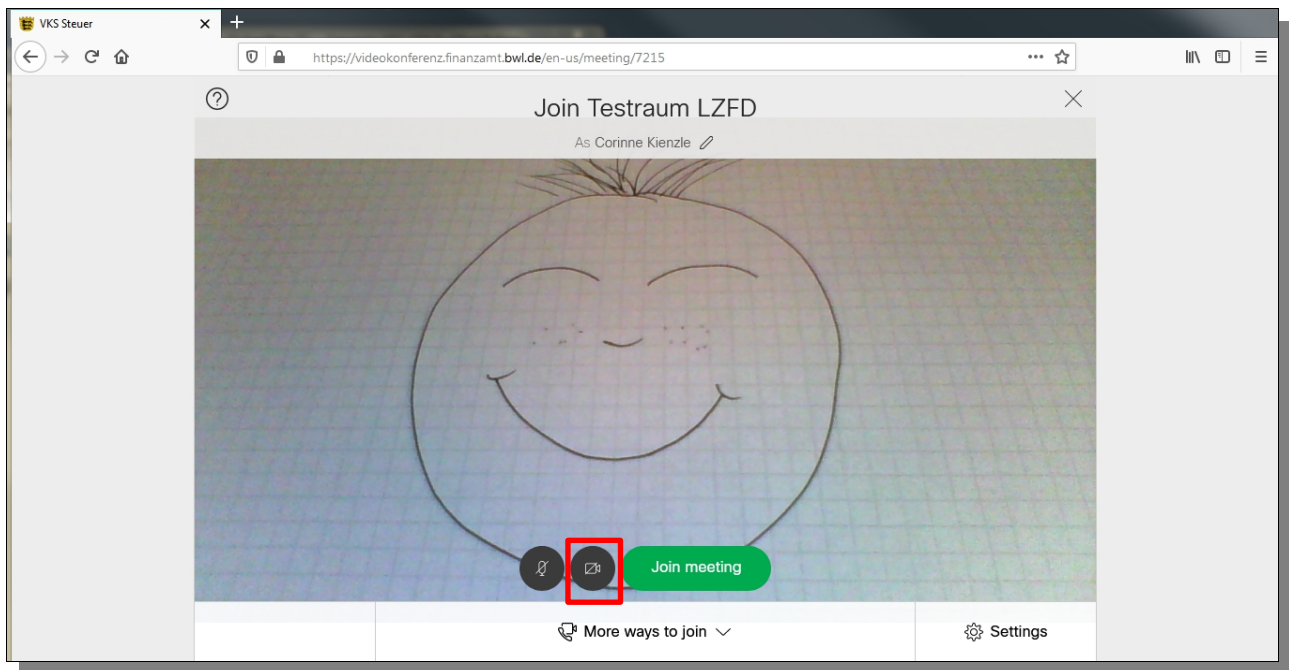 VKS Steuer
https://videokonferenz.finanzamt.bwl.de/en-us/meeting/7215
Join Testraum LZFD
As Corinne Kienzle
Join meeting
More ways to join
Settings